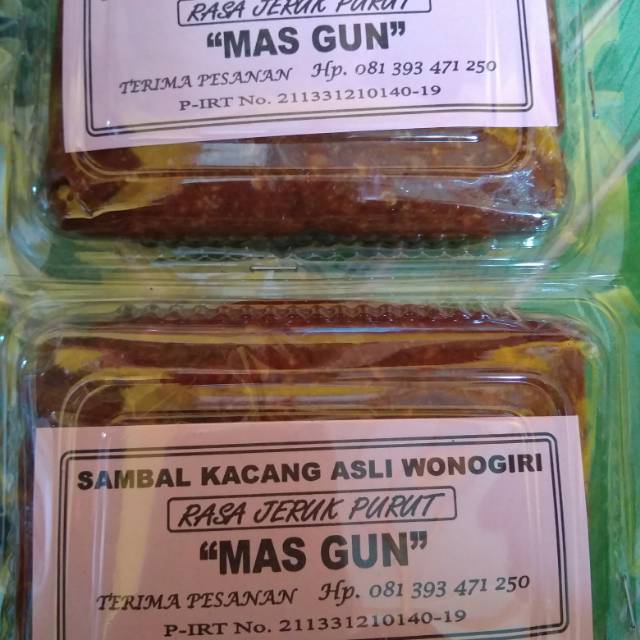 RASA JERUK PURUT
“MAS GUN”
TERIMA PESANAN Hp. 081 393 471 250
P-IRT No. 211331210140-19
SAMBAL KACANG ASLI WONOGIRI
RASA JERUK PURUT
“MAS GUN”
TERIMA PESANAN Hp. 081 393 471 250
P-IRT No. 211331210140-19